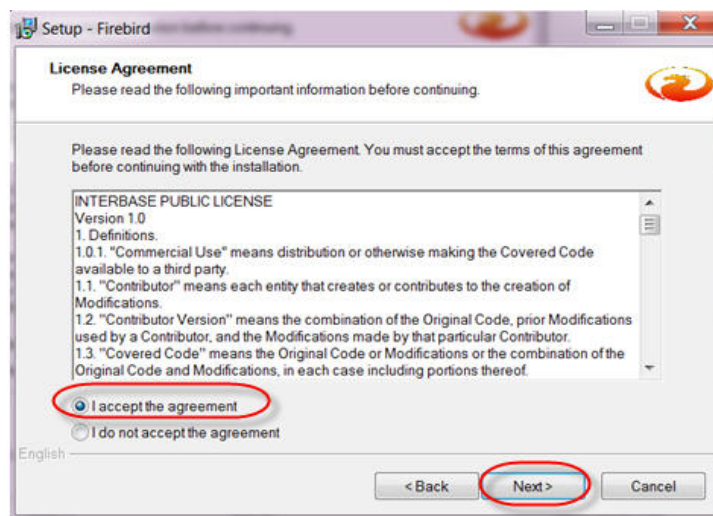 Setup - Firebird
License Agreement
Please read the following important information before continuing.
Please read the following License Agreement. You must accept the terms of this agreement
before continuing with the installation.
INTERBASE PUBLIC LICENSE
Version 1.0
1. Definitions.
1.0.1. "Commercial Use" means distribution or otherwise making the Covered Code
available to a third party.
1.1. "Contributor" means each entity that creates or contributes to the creation of
Modifications.
1.2. "Contributor Version" means the combination of the Original Code, prior Modifications
used by a Contributor, and the Modifications made by that particular Contributor.
1.3. "Covered Code" means the Original Code or Modifications or the combination of the
Original Code and Modifications, in each case including portions thereof.
I accept the agreement
I do not accept the agreement
English
< Back Next > Cancel